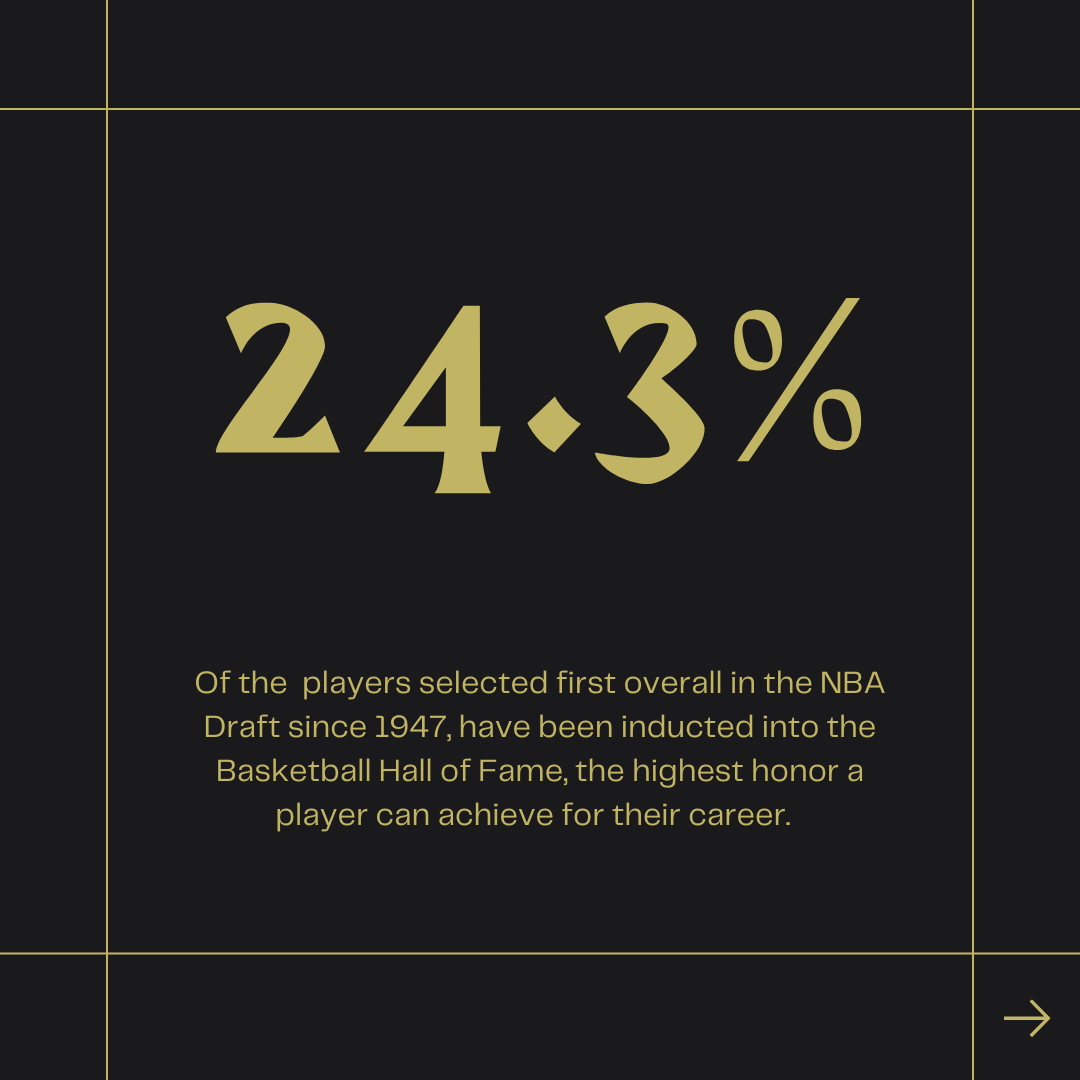 24.3%
Of the  players selected first overall in the NBA
Draft since 1947, have been inducted into the
Basketball Hall of Fame, the highest honor a
player can achieve for their career.